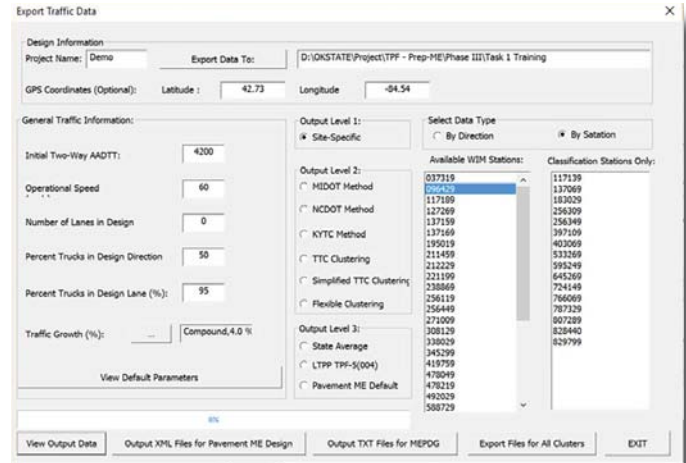 Export Traffic Data
Design Information
Project Name: Demo Export Data To: D:\OKSTATE\Project\TPF - Prep-ME\Phase III\Task 1 Training
GPS Coordinates (Optional): Latitude : 42.73 Longitude -84.54
General Traffic Information:
Initial Two-Way AADTT: 4200
Operational Speed 60
Number of Lanes in Design 0
Percent Trucks in Design Direction 50
Percent Trucks in Design Lane (%): 95
Traffic Growth (%): ... Compound,4.0 %
View Default Parameters
Output Level 1:
Site-Specific
Output Level 2:
MIDOT Method
NCDOT Method
KYTC Method
TTC Clustering
Simplified TTC Clustering
Flexible Clustering
Output Level 3:
State Average
LTPP TPF-5(004)
Pavement ME Default
Select Data Type
By Direction By Satation
Available WIM Stations:
037319
096429
117189
127269
137159
137169
195019
211459
212229
221199
238869
256119
256449
271009
308129
338029
345299
419759
478049
478219
492029
588729
Classification Stations Only:
117139
137069
183029
256309
256349
397109
403069
533269
595249
645269
724149
766069
787329
807289
828440
829799
View Output Data Output XML Files for Pavement ME Design Output TXT Files for MEPDG Export Files for All Clusters EXIT